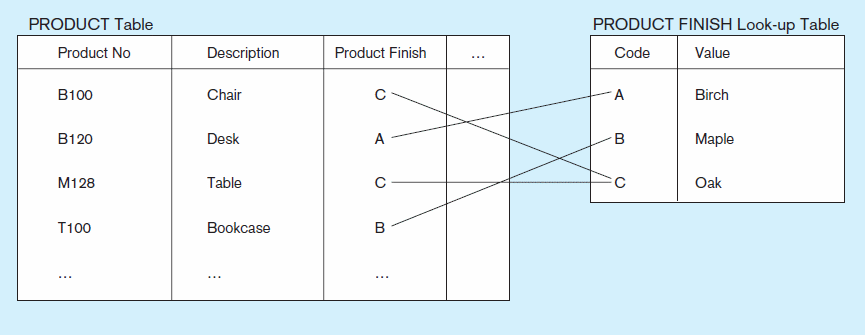 PRODUCT Table
Product No Description Product Finish ...
B100 Chair C
B120 Desk A
M128 Table C
T100 Bookcase B
... ... ...
PRODUCT FINISH Look-up Table
Code Value
A Birch
B Maple
C Oak